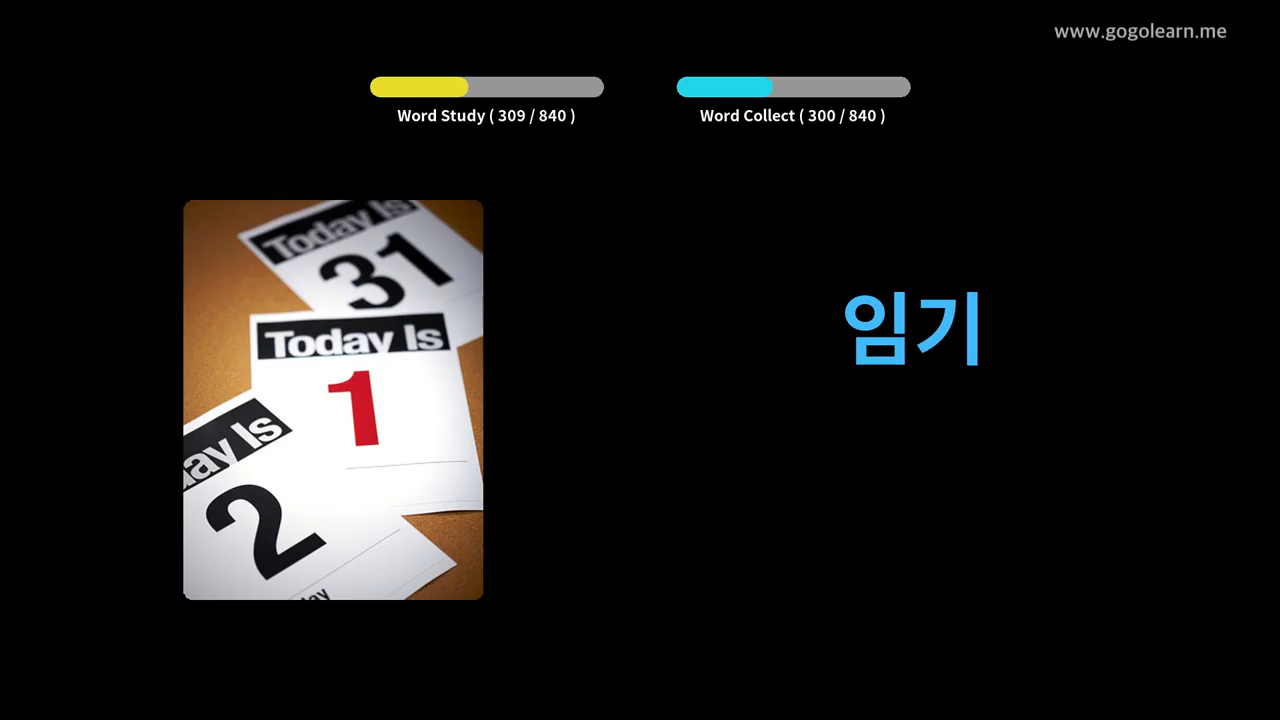 www.gogolearn.me
Word Study ( 309 / 840 )
Word Collect ( 300 / 840 )
Today Is
31
Today Is
1
ay Is
2
day
임기